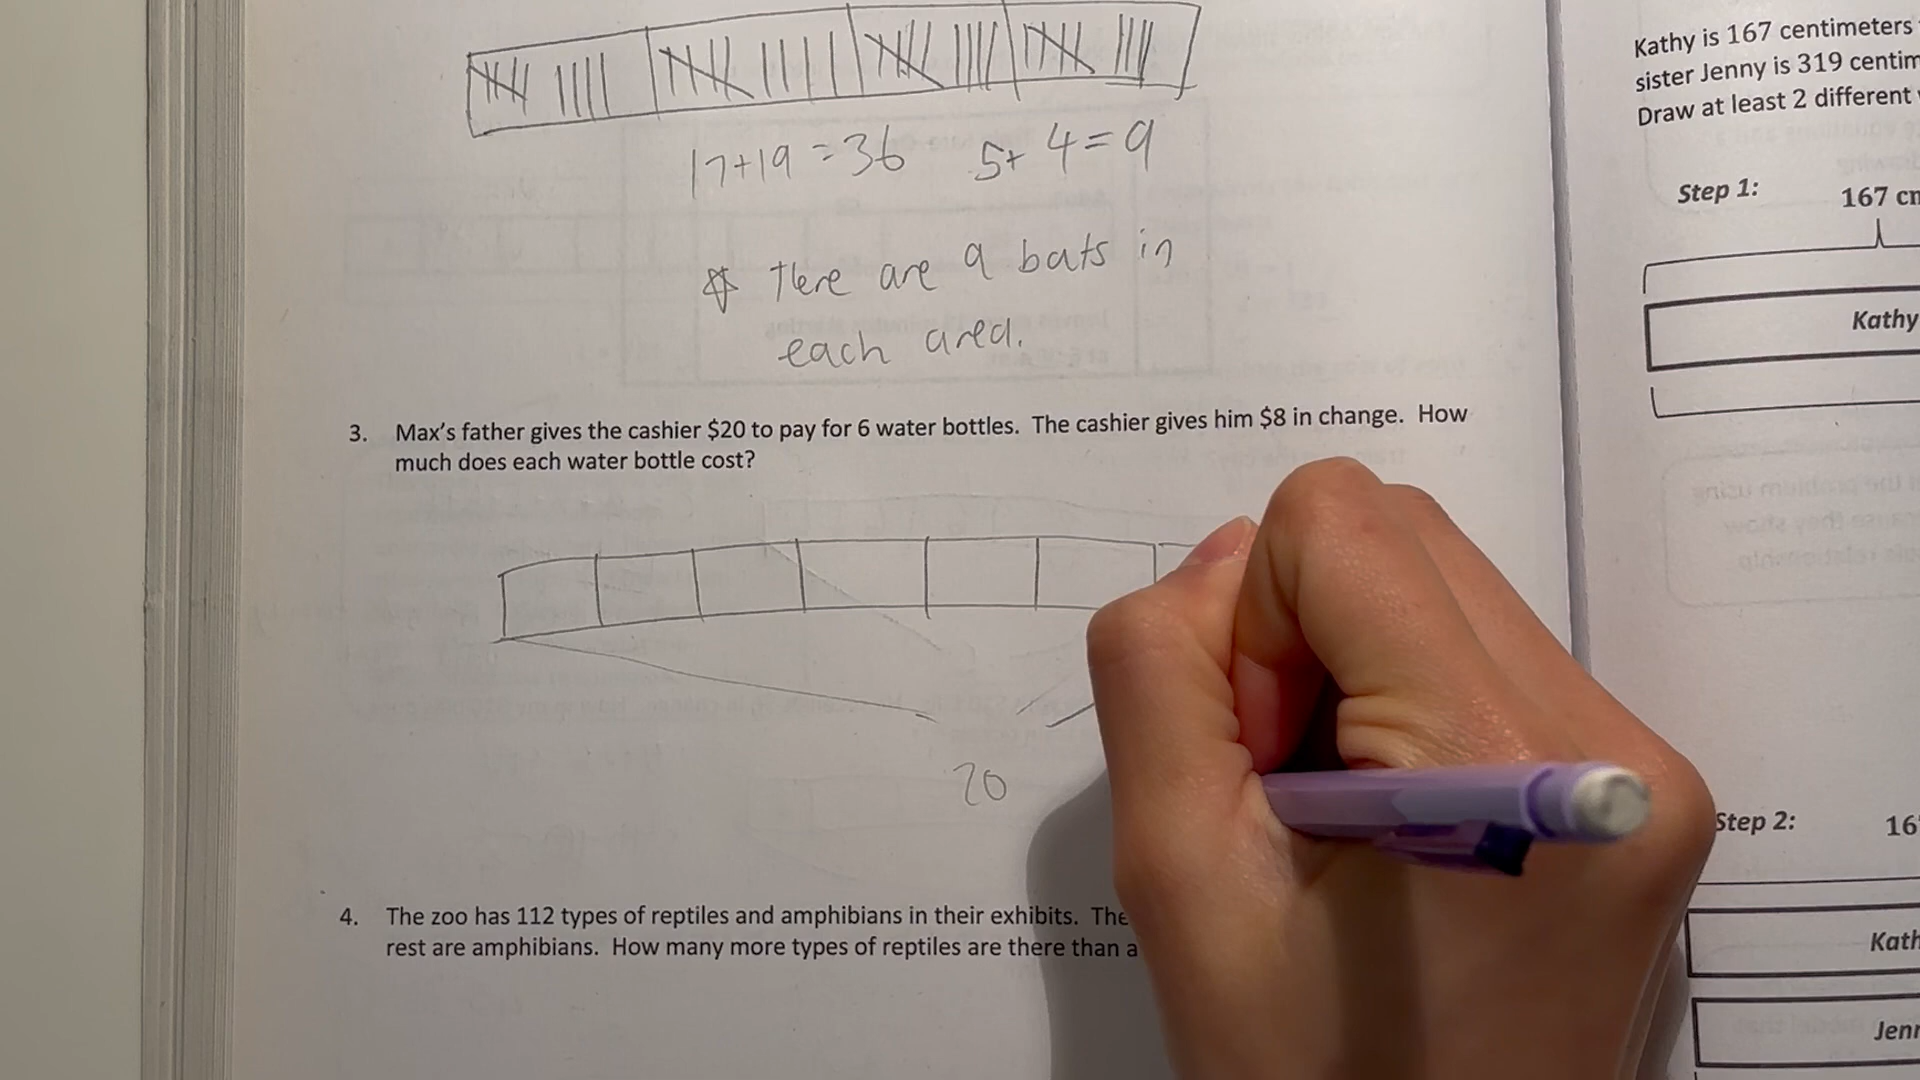 17+19=36 5+4=9
There are 9 bats in
each area.
3. Max's father gives the cashier $20 to pay for 6 water bottles. The cashier gives him $8 in change. How
much does each water bottle cost?
20
4. The zoo has 112 types of reptiles and amphibians in their exhibits. The
rest are amphibians. How many more types of reptiles are there than a
Kathy is 167 centimeters
sister Jenny is 319 centim
Draw at least 2 different
Step 1: 167 cm
Kathy
Step 2: 16
Kath
Jenn